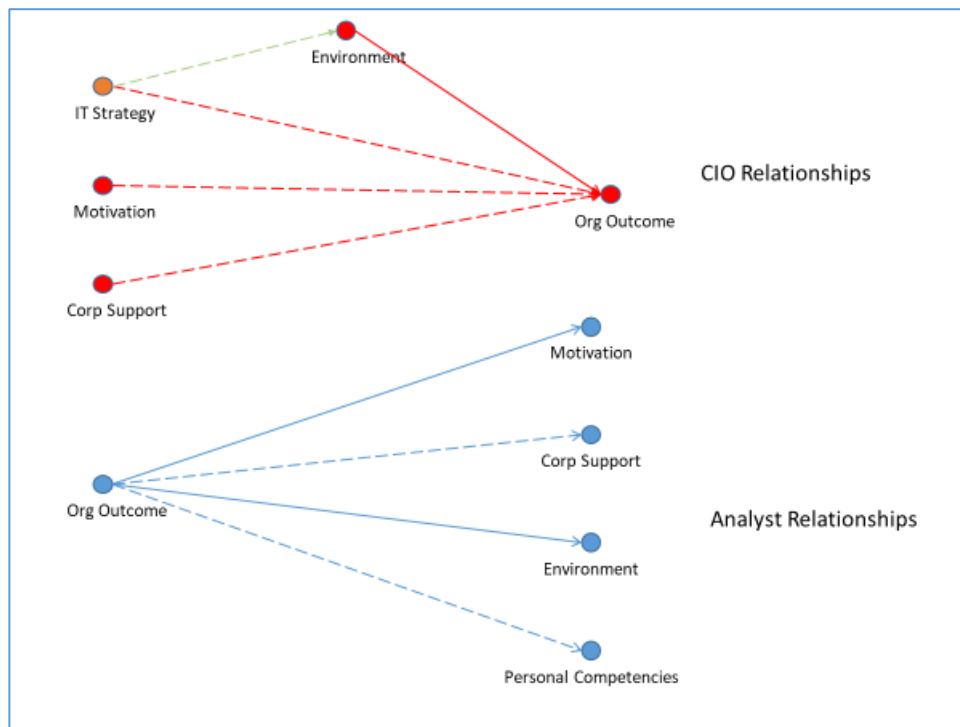 Environment
IT Strategy
CIO Relationships
Motivation
Org Outcome
Corp Support
Motivation
Corp Support
Org Outcome
Analyst Relationships
Environment
Personal Competencies